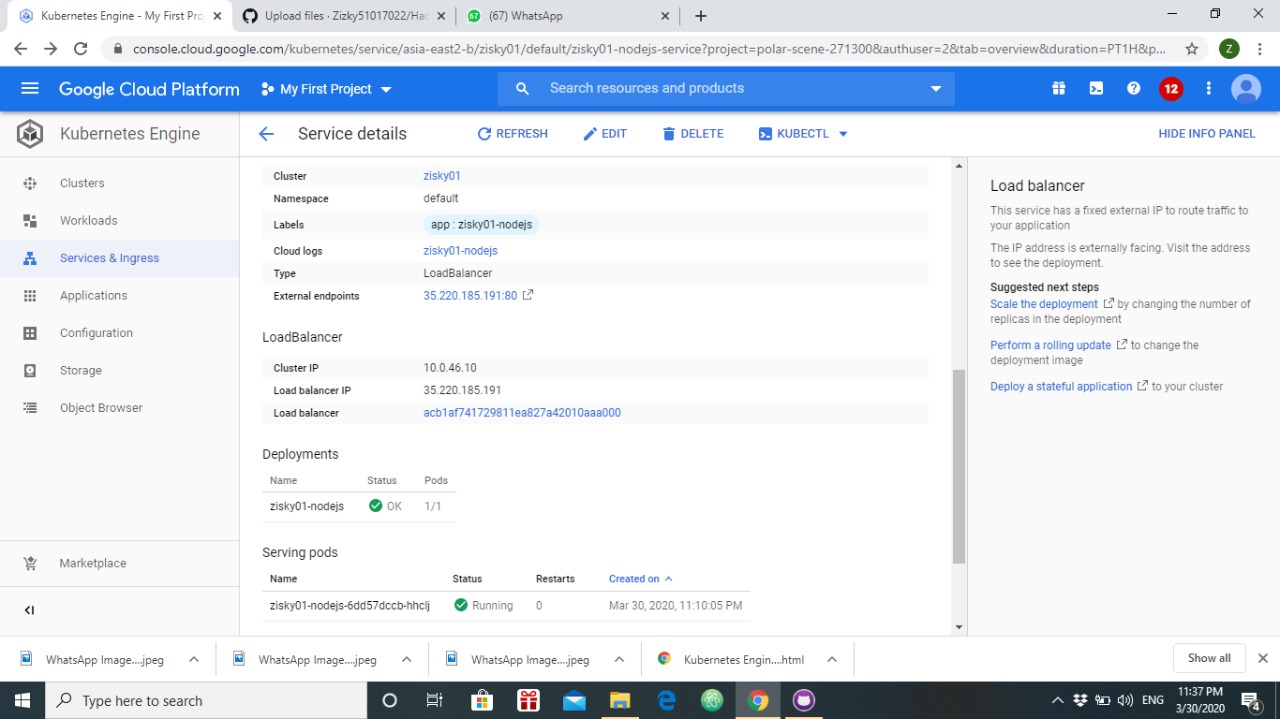 Kubernetes Engine - My First Pro
Upload files · Zizky51017022/Hac
(67) WhatsApp
console.cloud.google.com/kubernetes/service/asia-east2-b/zisky01/default/zisky01-nodejs-service?project=polar-scene-271300&authuser=2&tab=overview&duration=PT1H&p...
Z
Google Cloud Platform
My First Project
Search resources and products
12
Kubernetes Engine
Service details
REFRESH
EDIT
DELETE
KUBECTL
HIDE INFO PANEL
Clusters
Workloads
Services & Ingress
Applications
Configuration
Storage
Object Browser
Marketplace
Cluster zisky01
Namespace default
Labels app : zisky01-nodejs
Cloud logs zisky01-nodejs
Type LoadBalancer
External endpoints 35.220.185.191:80
LoadBalancer
Cluster IP 10.0.46.10
Load balancer IP 35.220.185.191
Load balancer acb1af741729811ea827a42010aaa000
Deployments
Name Status Pods
zisky01-nodejs OK 1/1
Serving pods
Name Status Restarts Created on
zisky01-nodejs-6dd57dccb-hhclj Running 0 Mar 30, 2020, 11:10:05 PM
Load balancer
This service has a fixed external IP to route traffic to
your application
The IP address is externally facing. Visit the address
to see the deployment.
Suggested next steps
Scale the deployment by changing the number of
replicas in the deployment
Perform a rolling update to change the
deployment image
Deploy a stateful application to your cluster
WhatsApp Image....jpeg
WhatsApp Image....jpeg
WhatsApp Image....jpeg
Kubernetes Engin....html
Show all
Type here to search
ENG
11:37 PM
3/30/2020
4